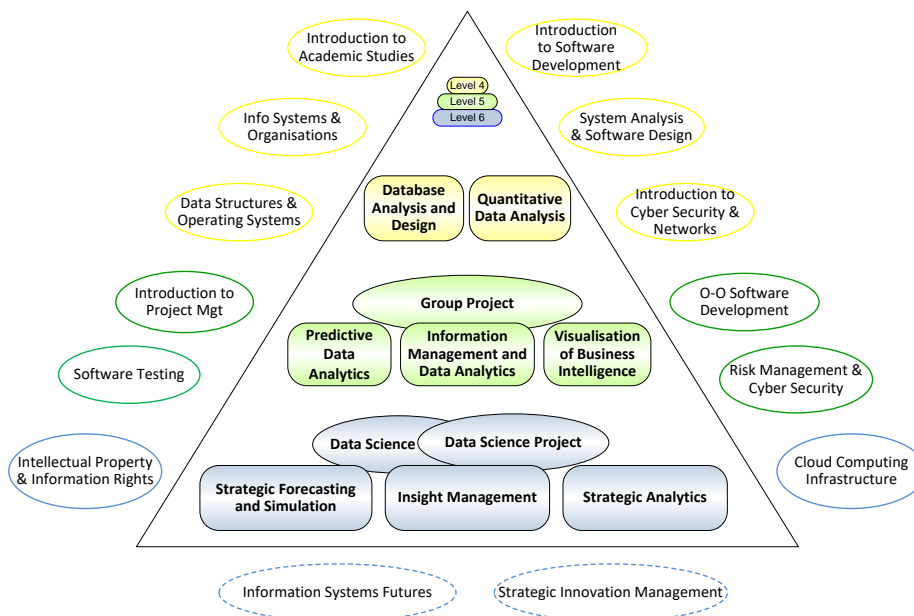 Introduction to
Academic Studies
Introduction
to Software
Development
Level 4
Level 5
Level 6
Info Systems &
Organisations
System Analysis
& Software Design
Data Structures &
Operating Systems
Database
Analysis and
Design
Quantitative
Data Analysis
Introduction to
Cyber Security &
Networks
Introduction to
Project Mgt
Group Project
O-O Software
Development
Predictive
Data
Analytics
Information
Management and
Data Analytics
Visualisation
of Business
Intelligence
Software Testing
Risk Management &
Cyber Security
Data Science
Data Science Project
Intellectual Property
& Information Rights
Cloud Computing
Infrastructure
Strategic Forecasting
and Simulation
Insight Management
Strategic Analytics
Information Systems Futures
Strategic Innovation Management